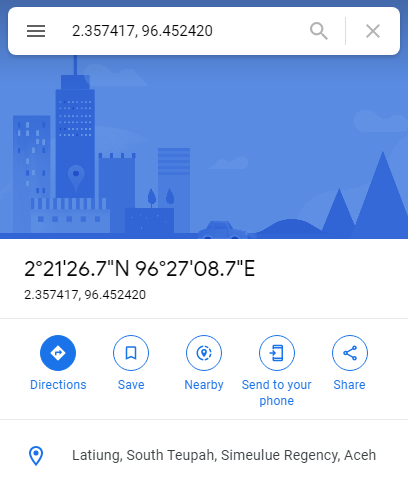 2.357417, 96.452420
2°21'26.7"N 96°27'08.7"E
2.357417, 96.452420
Directions
Save
Nearby
Send to your
phone
Share
Latiung, South Teupah, Simeulue Regency, Aceh